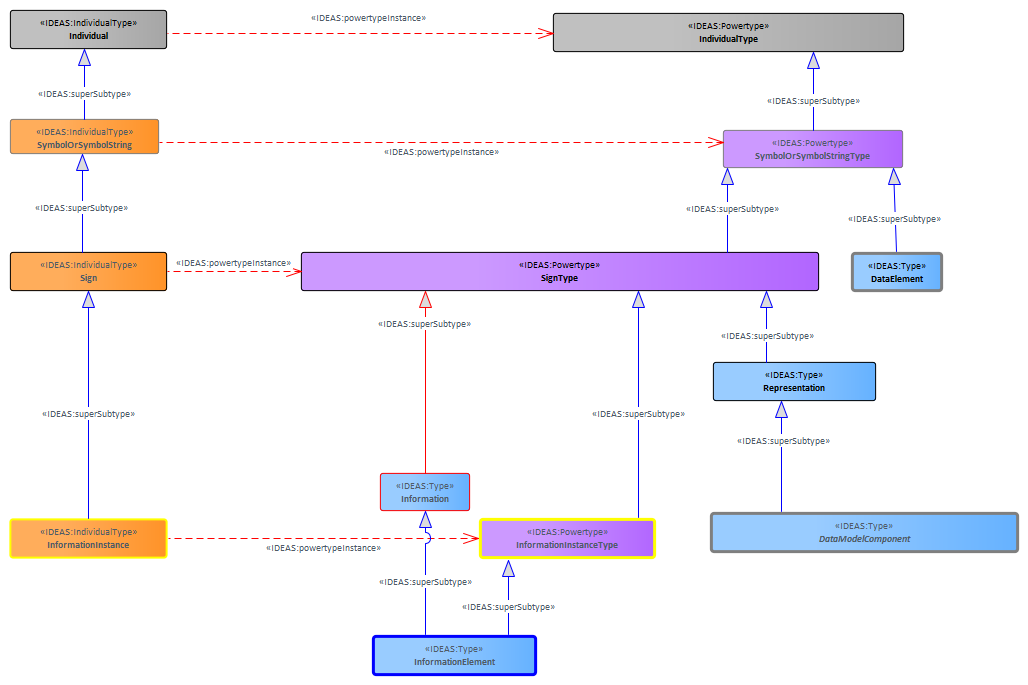 «IDEAS:IndividualType»
Individual
«IDEAS:powertypeInstance»
«IDEAS:Powertype»
IndividualType
«IDEAS:superSubtype»
«IDEAS:superSubtype»
«IDEAS:IndividualType»
SymbolOrSymbolString
«IDEAS:powertypeInstance»
«IDEAS:Powertype»
SymbolOrSymbolStringType
«IDEAS:superSubtype»
«IDEAS:superSubtype»
«IDEAS:superSubtype»
«IDEAS:IndividualType»
Sign
«IDEAS:powertypeInstance»
«IDEAS:Powertype»
SignType
«IDEAS:Type»
DataElement
«IDEAS:superSubtype»
«IDEAS:superSubtype»
«IDEAS:Type»
Representation
«IDEAS:superSubtype»
«IDEAS:superSubtype»
«IDEAS:superSubtype»
«IDEAS:Type»
Information
«IDEAS:IndividualType»
InformationInstance
«IDEAS:powertypeInstance»
«IDEAS:Powertype»
InformationInstanceType
«IDEAS:Type»
DataModelComponent
«IDEAS:superSubtype»
«IDEAS:superSubtype»
«IDEAS:Type»
InformationElement